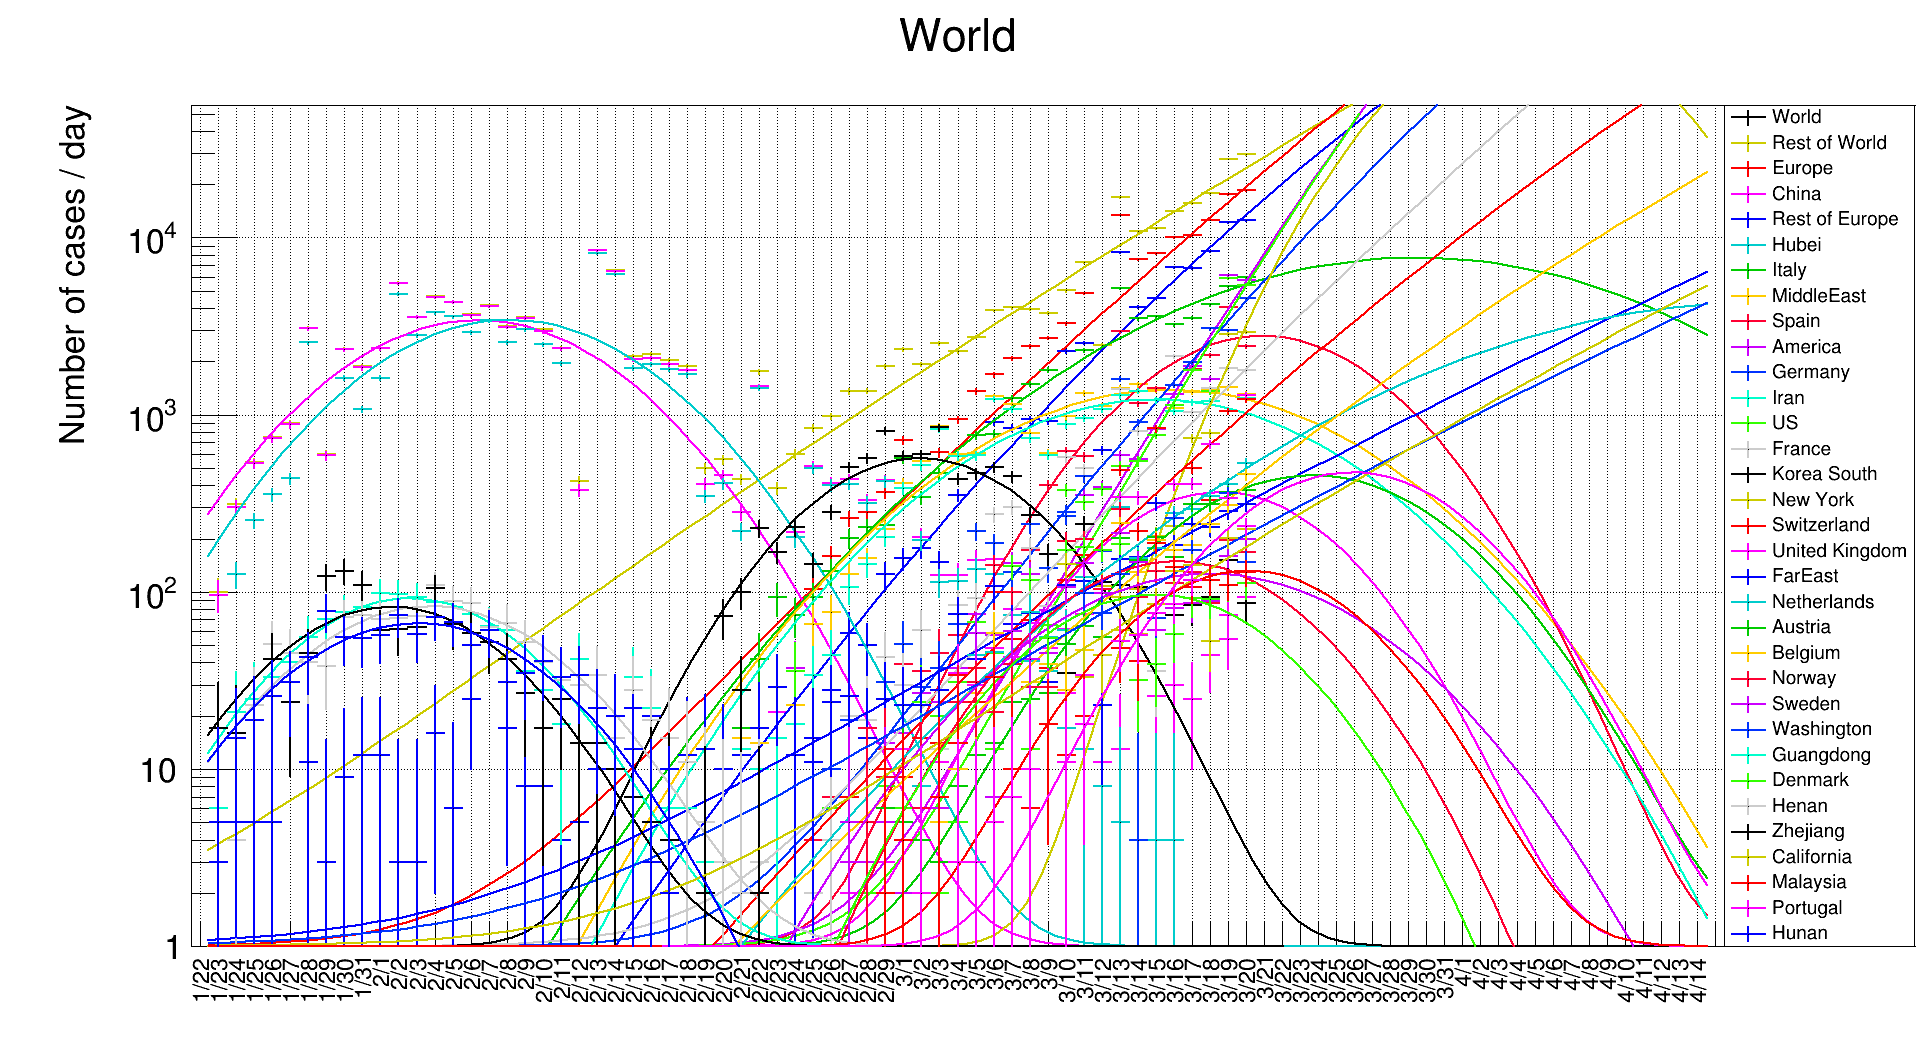 World
Number of cases / day
10^4
10^3
10^2
10
1
1/22
1/23
1/24
1/25
1/26
1/27
1/28
1/29
1/30
1/31
2/1
2/2
2/3
2/4
2/5
2/6
2/7
2/8
2/9
2/10
2/11
2/12
2/13
2/14
2/15
2/16
2/17
2/18
2/19
2/20
2/21
2/22
2/23
2/24
2/25
2/26
2/27
2/28
2/29
3/1
3/2
3/3
3/4
3/5
3/6
3/7
3/8
3/9
3/10
3/11
3/12
3/13
3/14
3/15
3/16
3/17
3/18
3/19
3/20
3/21
3/22
3/23
3/24
3/25
3/26
3/27
3/28
3/29
3/30
3/31
4/1
4/2
4/3
4/4
4/5
4/6
4/7
4/8
4/9
4/10
4/11
4/12
4/13
4/14
World
Rest of World
Europe
China
Rest of Europe
Hubei
Italy
MiddleEast
Spain
America
Germany
Iran
US
France
Korea South
New York
Switzerland
United Kingdom
FarEast
Netherlands
Austria
Belgium
Norway
Sweden
Washington
Guangdong
Denmark
Henan
Zhejiang
California
Malaysia
Portugal
Hunan